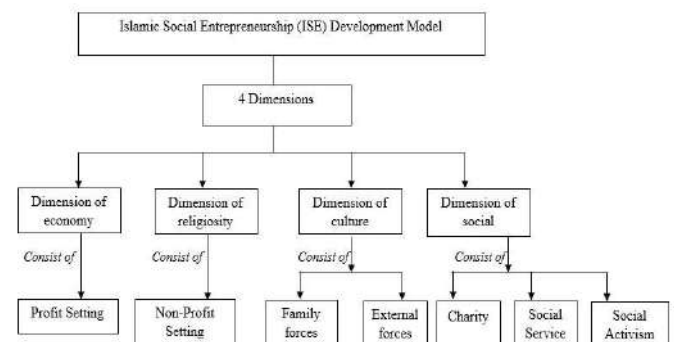 Islamic Social Entrepreneurship (ISE) Development Model
4 Dimensions
Dimension of
economy
Dimension of
religiosity
Dimension of
culture
Dimension of
social
Consist of
Consist of
Consist of
Consist of
Profit Setting
Non-Profit
Setting
Family
forces
External
forces
Charity
Social
Service
Social
Activism